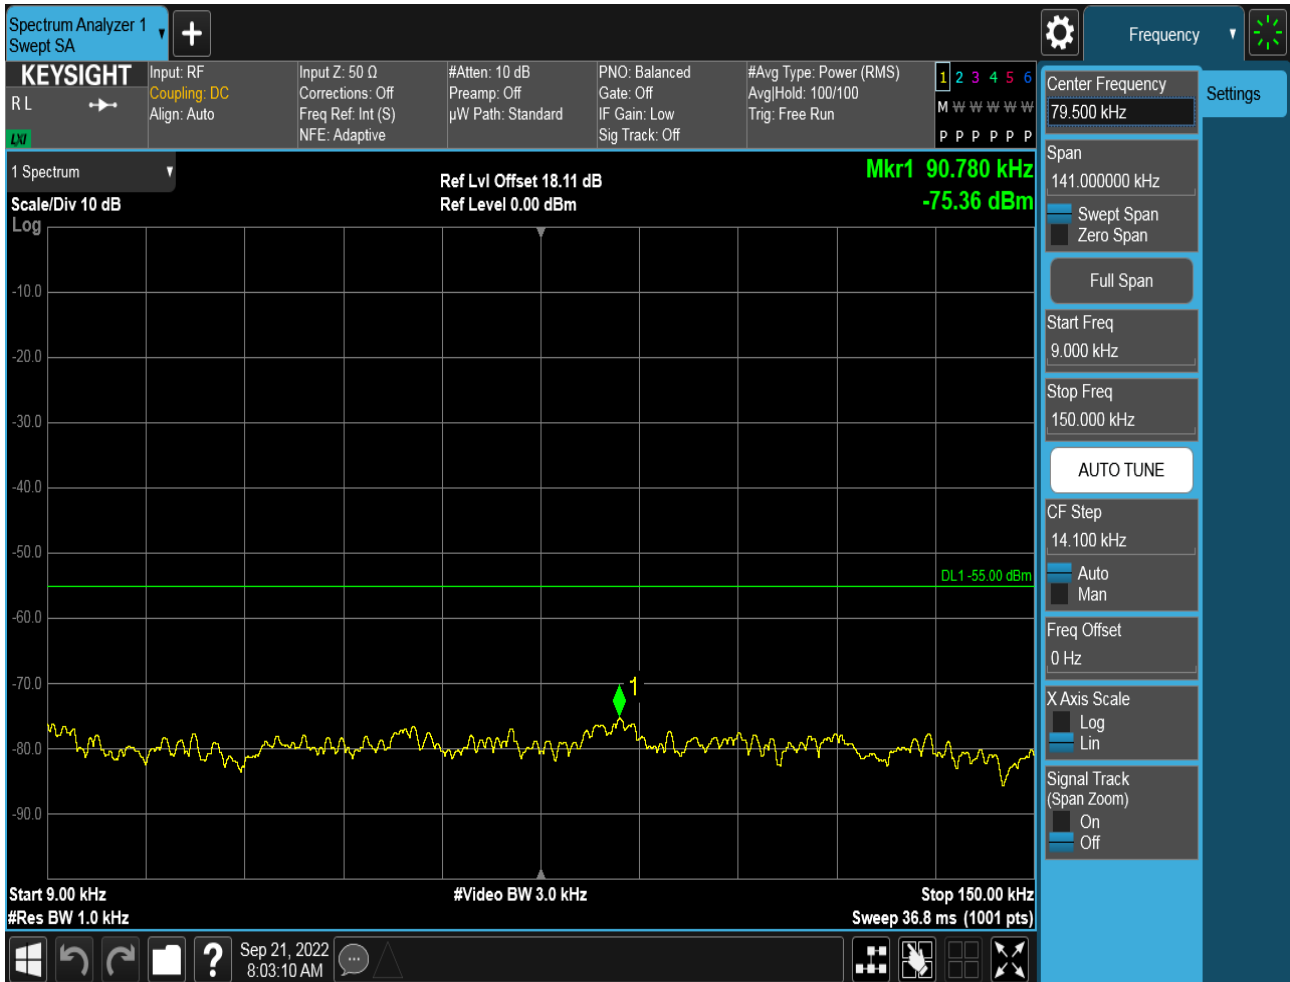 Spectrum Analyzer 1
Swept SA
Frequency
KEYSIGHT
R L
LXI
Input: RF
Coupling: DC
Align: Auto
Input Z: 50 Ω
Corrections: Off
Freq Ref: Int (S)
NFE: Adaptive
#Atten: 10 dB
Preamp: Off
µW Path: Standard
PNO: Balanced
Gate: Off
IF Gain: Low
Sig Track: Off
#Avg Type: Power (RMS)
Avg|Hold: 100/100
Trig: Free Run
1 2 3 4 5 6
M W W W W W
P P P P P P
1 Spectrum
Scale/Div 10 dB
Log
Ref Lvl Offset 18.11 dB
Ref Level 0.00 dBm
Mkr1 90.780 kHz
-75.36 dBm
-10.0
-20.0
-30.0
-40.0
-50.0
DL1 -55.00 dBm
-60.0
-70.0
1
-80.0
-90.0
Start 9.00 kHz
#Video BW 3.0 kHz
Stop 150.00 kHz
#Res BW 1.0 kHz
Sweep 36.8 ms (1001 pts)
Sep 21, 2022
8:03:10 AM
Center Frequency
79.500 kHz
Settings
Span
141.000000 kHz
Swept Span
Zero Span
Full Span
Start Freq
9.000 kHz
Stop Freq
150.000 kHz
AUTO TUNE
CF Step
14.100 kHz
Auto
Man
Freq Offset
0 Hz
X Axis Scale
Log
Lin
Signal Track
(Span Zoom)
On
Off